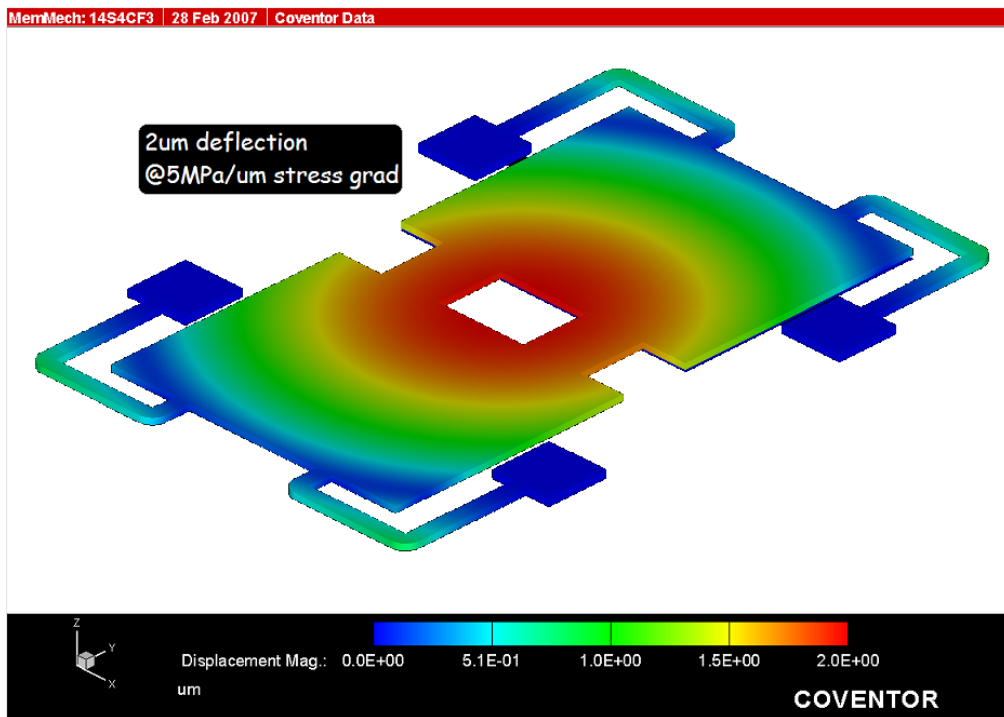 MemMech: 14S4CF3 28 Feb 2007 Coventor Data
2um deflection
@5MPa/um stress grad
Z
Y
X
Displacement Mag.: 0.0E+00 5.1E-01 1.0E+00 1.5E+00 2.0E+00
um
COVENTOR